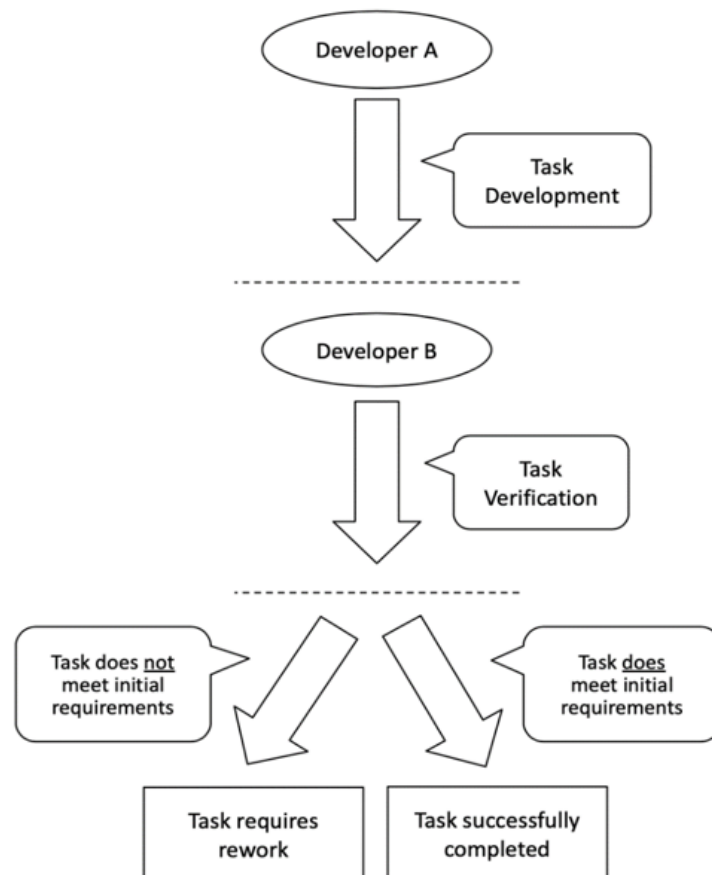 Developer A
Task
Development
Developer B
Task
Verification
Task does not
meet initial
requirements
Task does
meet initial
requirements
Task requires
rework
Task successfully
completed